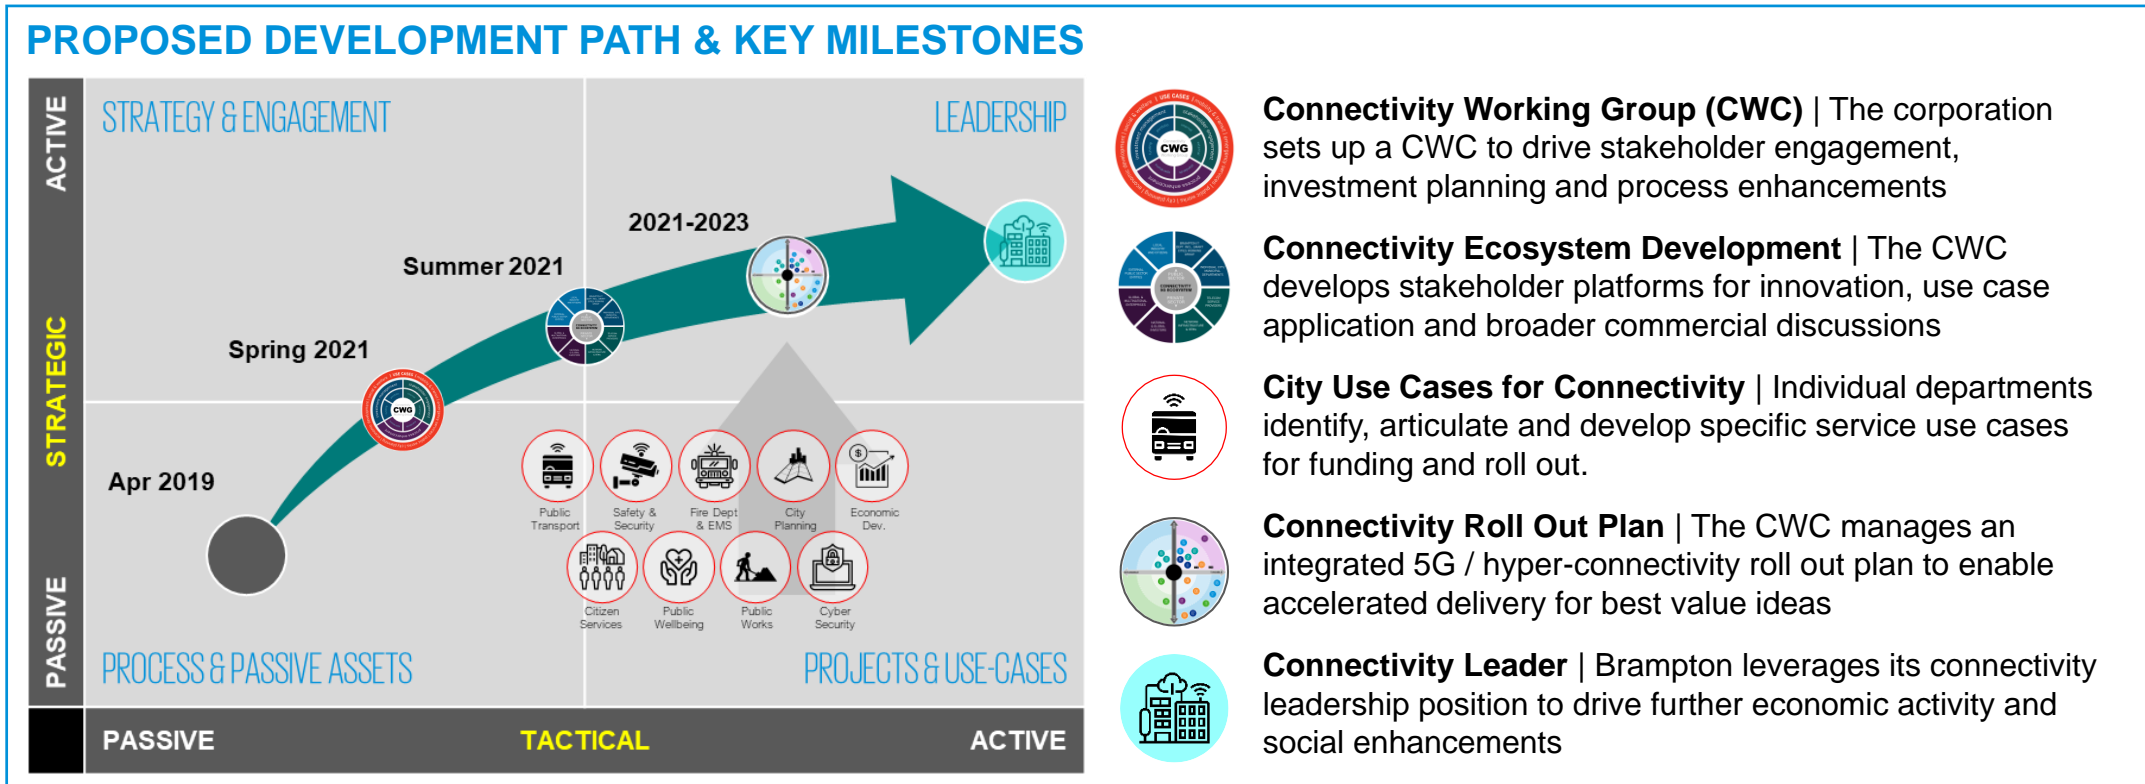 PROPOSED DEVELOPMENT PATH & KEY MILESTONES
ACTIVE
STRATEGIC
PASSIVE
STRATEGY & ENGAGEMENT
LEADERSHIP
2021-2023
Summer 2021
Spring 2021
CWG
Apr 2019
Public
Transport
Safety &
Security
Fire Dept
& EMS
City
Planning
Economic
Dev.
Citizen
Services
Public
Wellbeing
Public
Works
Cyber
Security
PROCESS & PASSIVE ASSETS
PROJECTS & USE-CASES
PASSIVE
TACTICAL
ACTIVE
CWG
Connectivity Working Group (CWC) | The corporation
sets up a CWC to drive stakeholder engagement,
investment planning and process enhancements
Connectivity Ecosystem Development | The CWC
develops stakeholder platforms for innovation, use case
application and broader commercial discussions
City Use Cases for Connectivity | Individual departments
identify, articulate and develop specific service use cases
for funding and roll out.
Connectivity Roll Out Plan | The CWC manages an
integrated 5G / hyper-connectivity roll out plan to enable
accelerated delivery for best value ideas
Connectivity Leader | Brampton leverages its connectivity
leadership position to drive further economic activity and
social enhancements